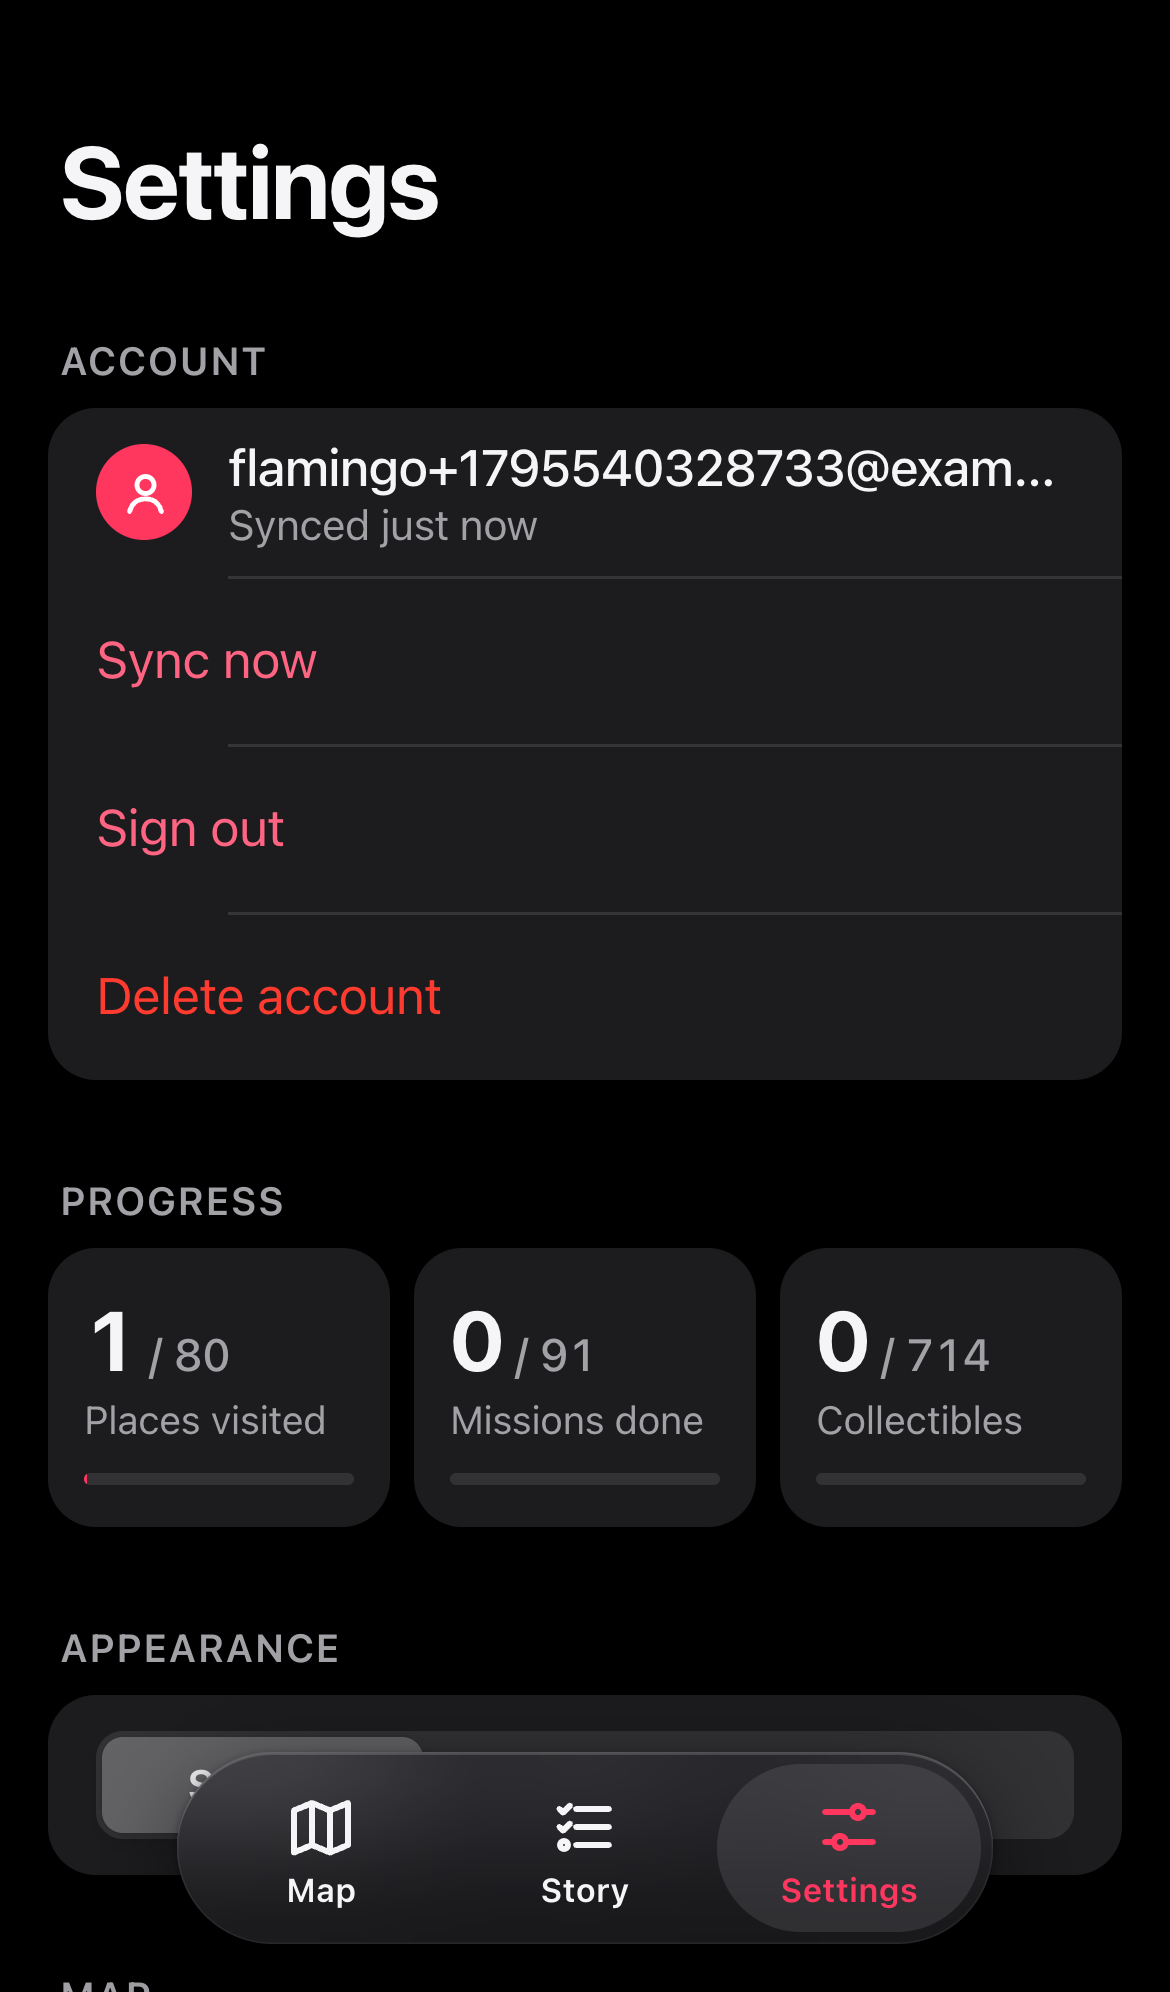 Settings
ACCOUNT
flamingo+1795540328733@exam...
Synced just now
Sync now
Sign out
Delete account
PROGRESS
1 / 80
Places visited
0 / 91
Missions done
0 / 714
Collectibles
APPEARANCE
Map
Story
Settings
MAP